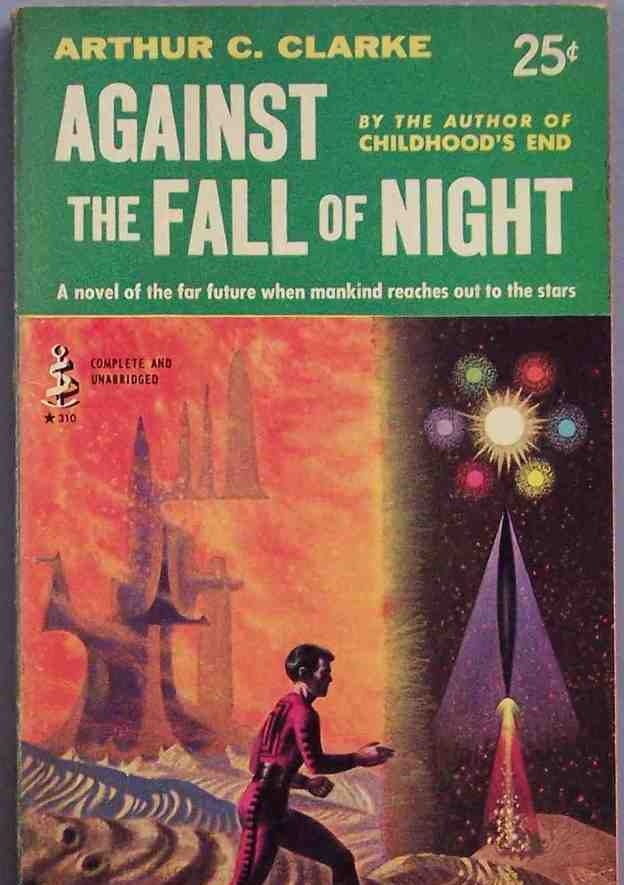 ARTHUR C. CLARKE
25¢
AGAINST
BY THE AUTHOR OF
CHILDHOOD'S END
THE FALL OF NIGHT
A novel of the far future when mankind reaches out to the stars
COMPLETE AND
UNABRIDGED
★310